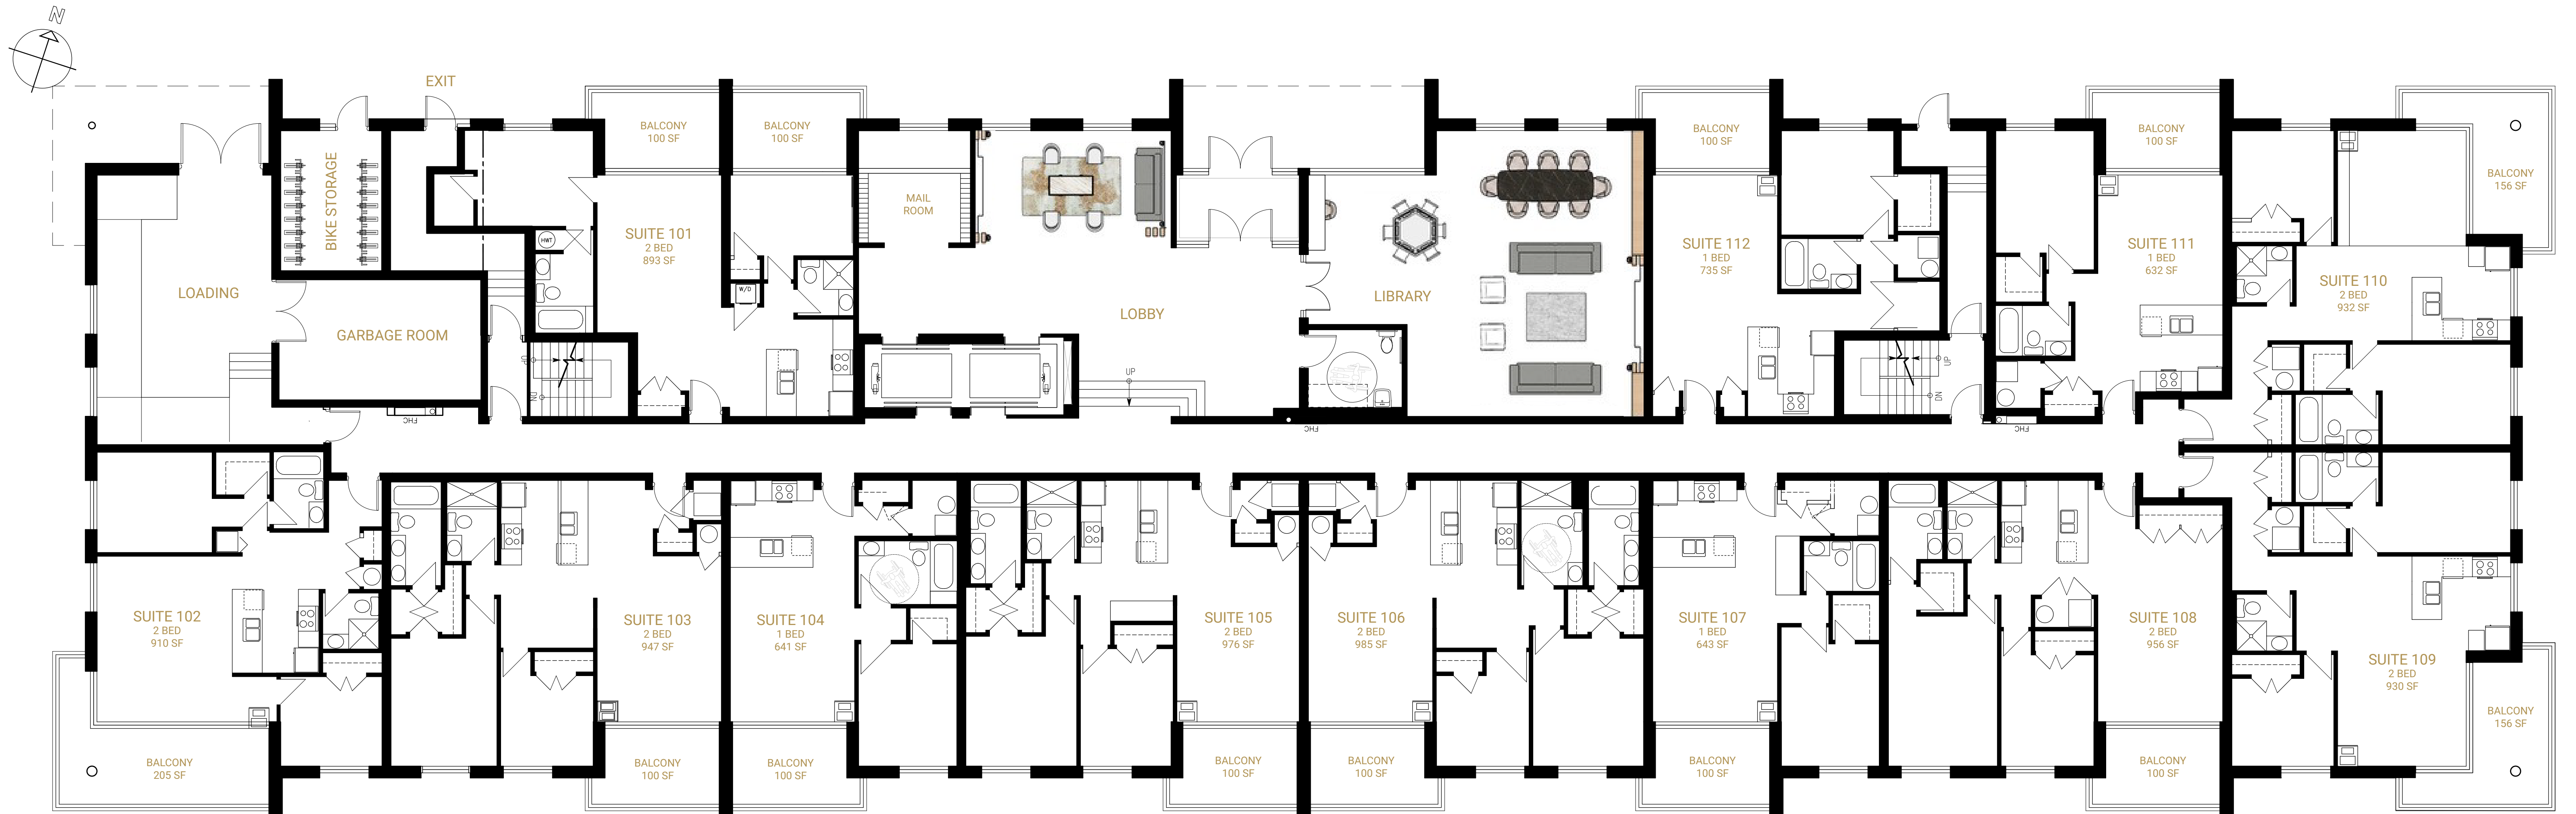 N
EXIT
BALCONY
100 SF
BALCONY
100 SF
BALCONY
100 SF
BALCONY
100 SF
BALCONY
156 SF
BIKE STORAGE
MAIL
ROOM
SUITE 101
2 BED
893 SF
HWT
W/D
SUITE 112
1 BED
735 SF
SUITE 111
1 BED
632 SF
SUITE 110
2 BED
932 SF
LOADING
GARBAGE ROOM
LOBBY
LIBRARY
UP
DN
UP
UP
DN
FHC
FHC
FHC
SUITE 102
2 BED
910 SF
SUITE 103
2 BED
947 SF
SUITE 104
1 BED
641 SF
SUITE 105
2 BED
976 SF
SUITE 106
2 BED
985 SF
SUITE 107
1 BED
643 SF
SUITE 108
2 BED
956 SF
SUITE 109
2 BED
930 SF
BALCONY
156 SF
BALCONY
205 SF
BALCONY
100 SF
BALCONY
100 SF
BALCONY
100 SF
BALCONY
100 SF
BALCONY
100 SF
BALCONY
100 SF